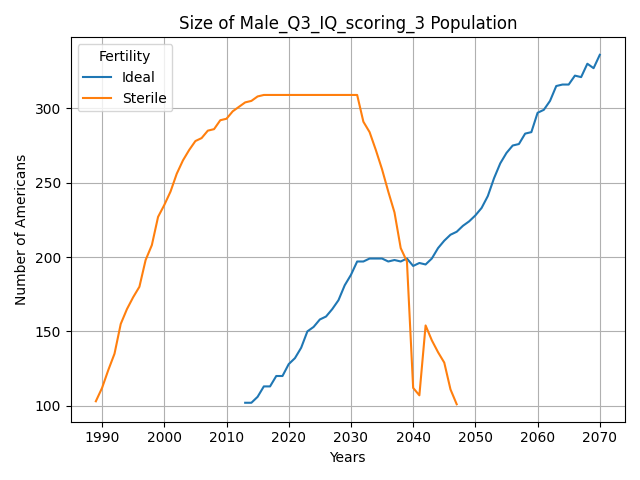 Size of Male_Q3_IQ_scoring_3 Population
Fertility
Ideal
Sterile
Number of Americans
300
250
200
150
100
1990 2000 2010 2020 2030 2040 2050 2060 2070
Years